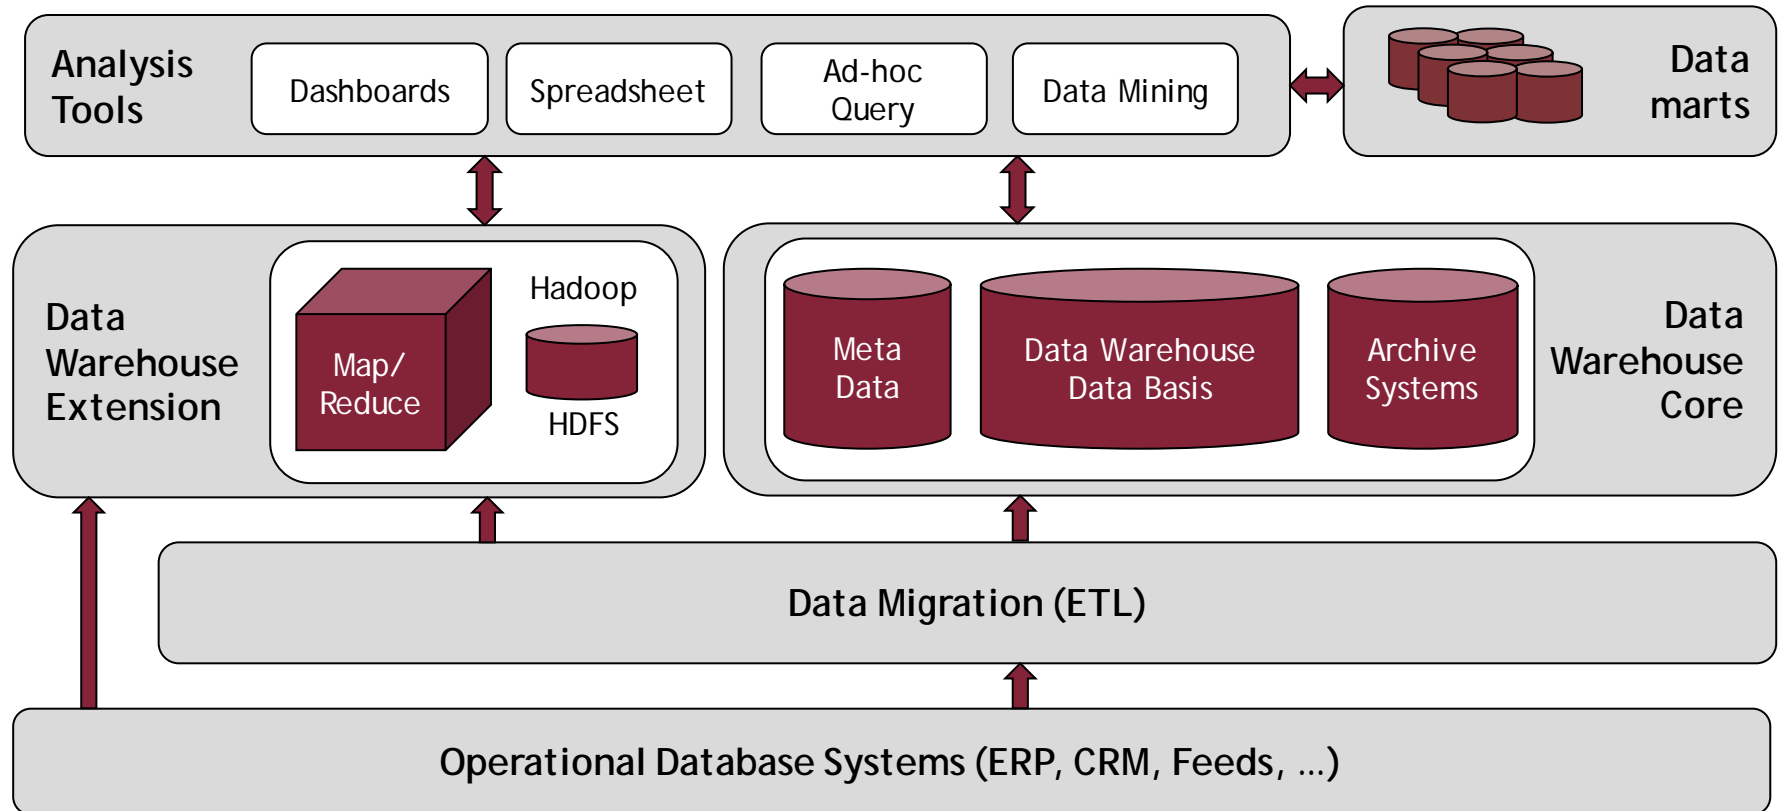 Analysis
Tools
Dashboards
Spreadsheet
Ad-hoc
Query
Data Mining
Data
marts
Data
Warehouse
Extension
Map/
Reduce
Hadoop
HDFS
Meta
Data
Data Warehouse
Data Basis
Archive
Systems
Data
Warehouse
Core
Data Migration (ETL)
Operational Database Systems (ERP, CRM, Feeds, ...)